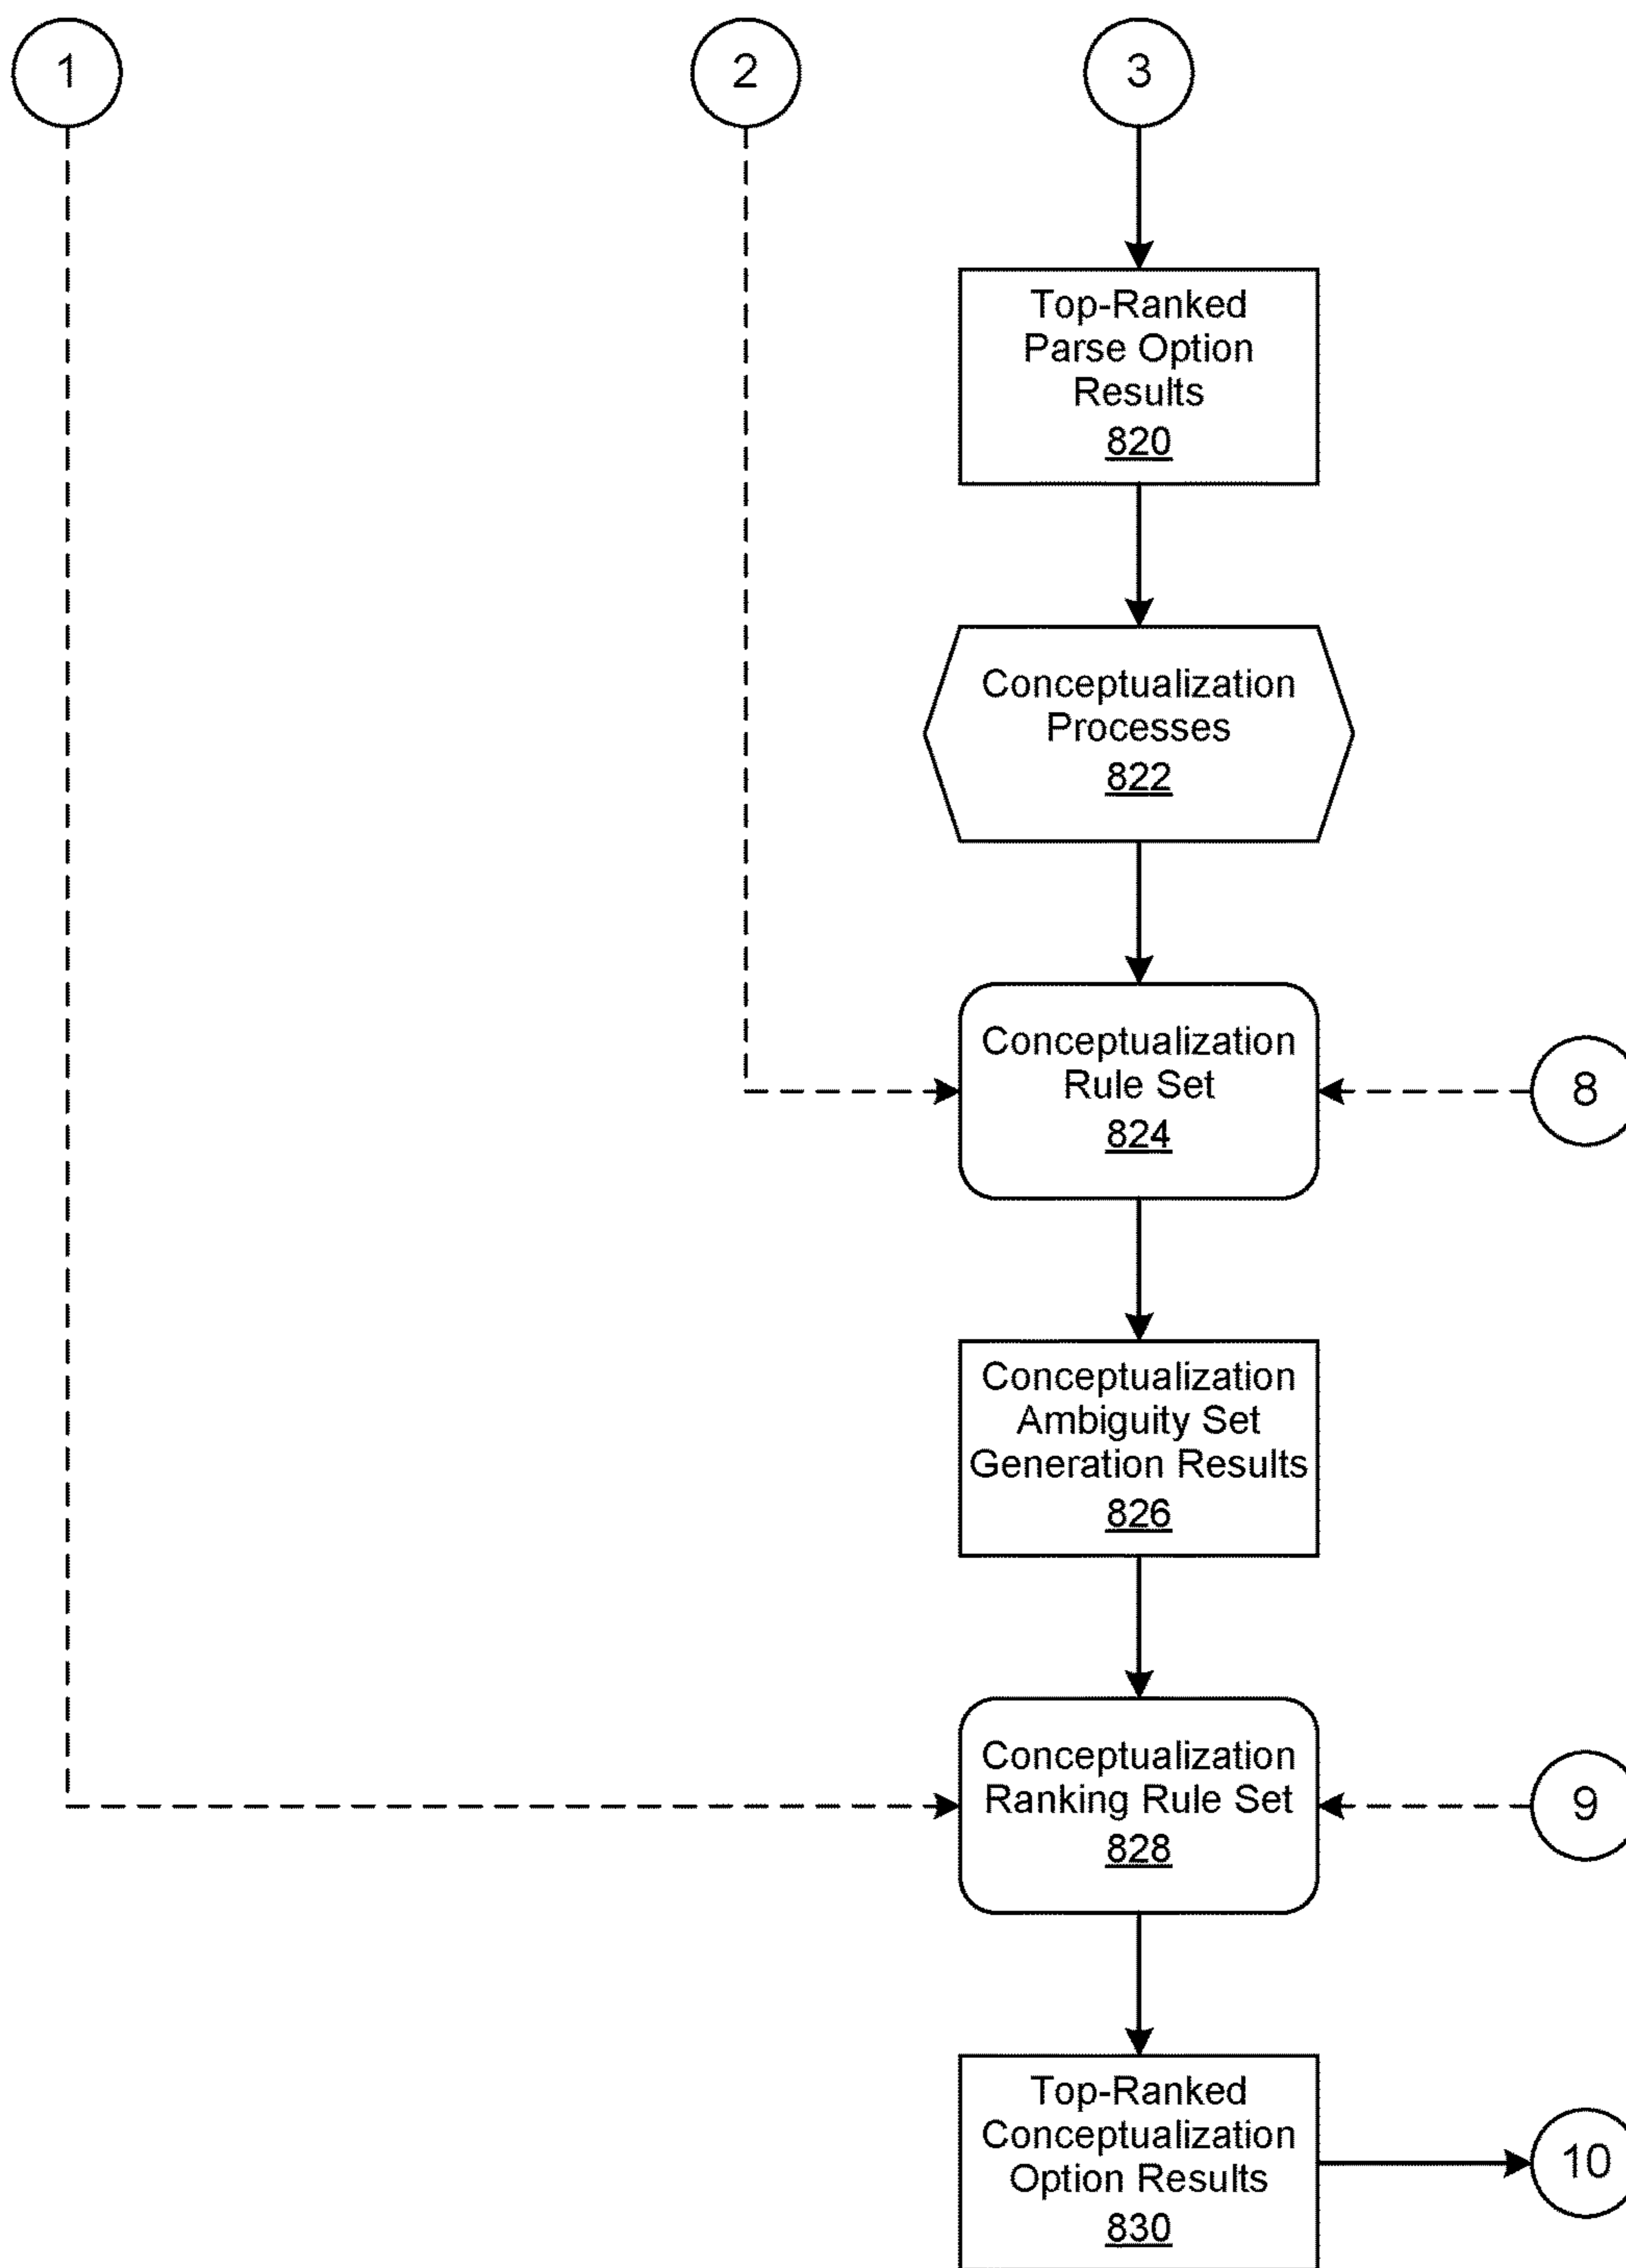 1
2
3
Top-Ranked
Parse Option
Results
820
Conceptualization
Processes
822
Conceptualization
Rule Set
824
8
Conceptualization
Ambiguity Set
Generation Results
826
Conceptualization
Ranking Rule Set
828
9
Top-Ranked
Conceptualization
Option Results
830
10